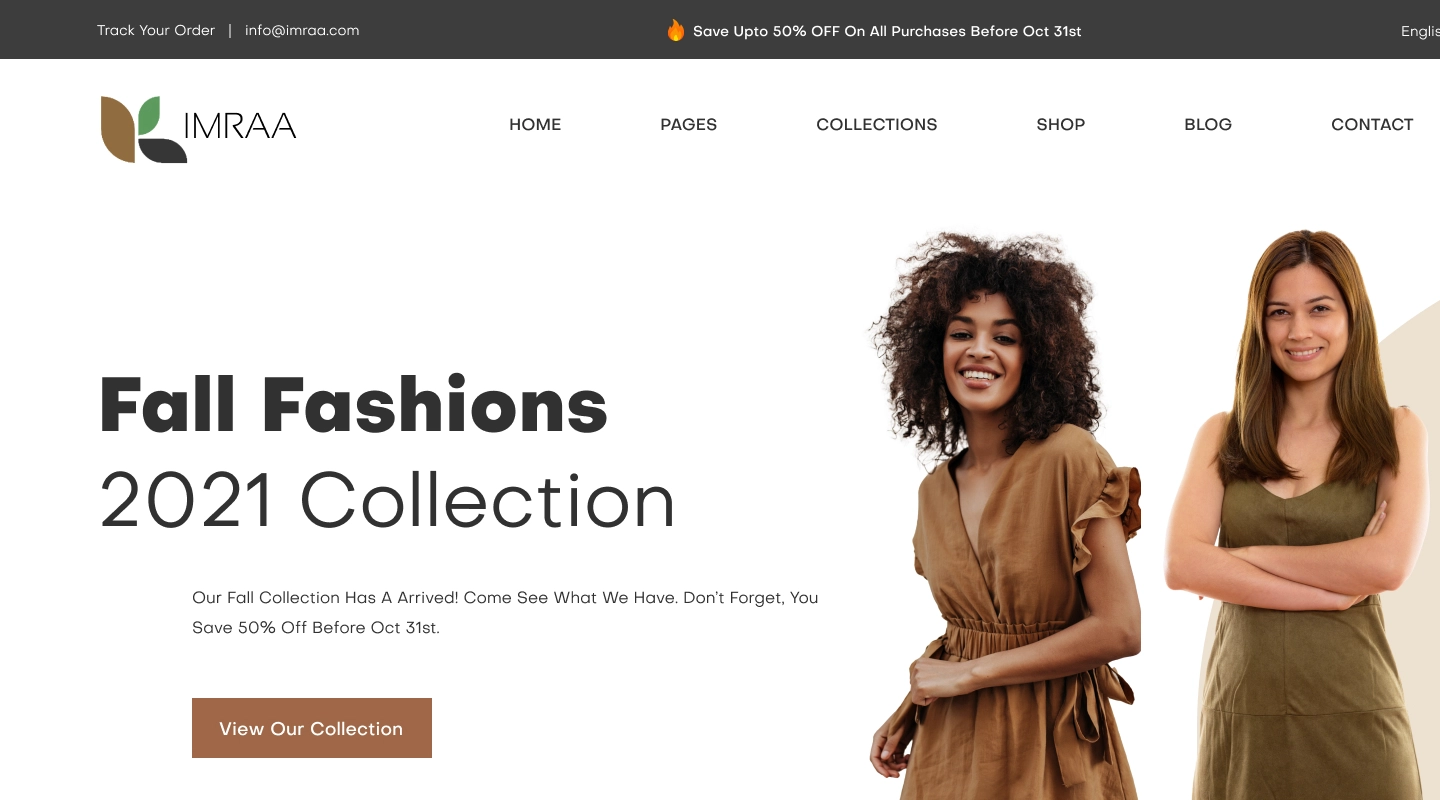 Track Your Order | info@imraa.com
Save Upto 50% OFF On All Purchases Before Oct 31st
IMRAA
HOME PAGES COLLECTIONS SHOP BLOG CONTACT
Fall Fashions
2021 Collection
Our Fall Collection Has A Arrived! Come See What We Have. Don't Forget, You
Save 50% Off Before Oct 31st.
View Our Collection